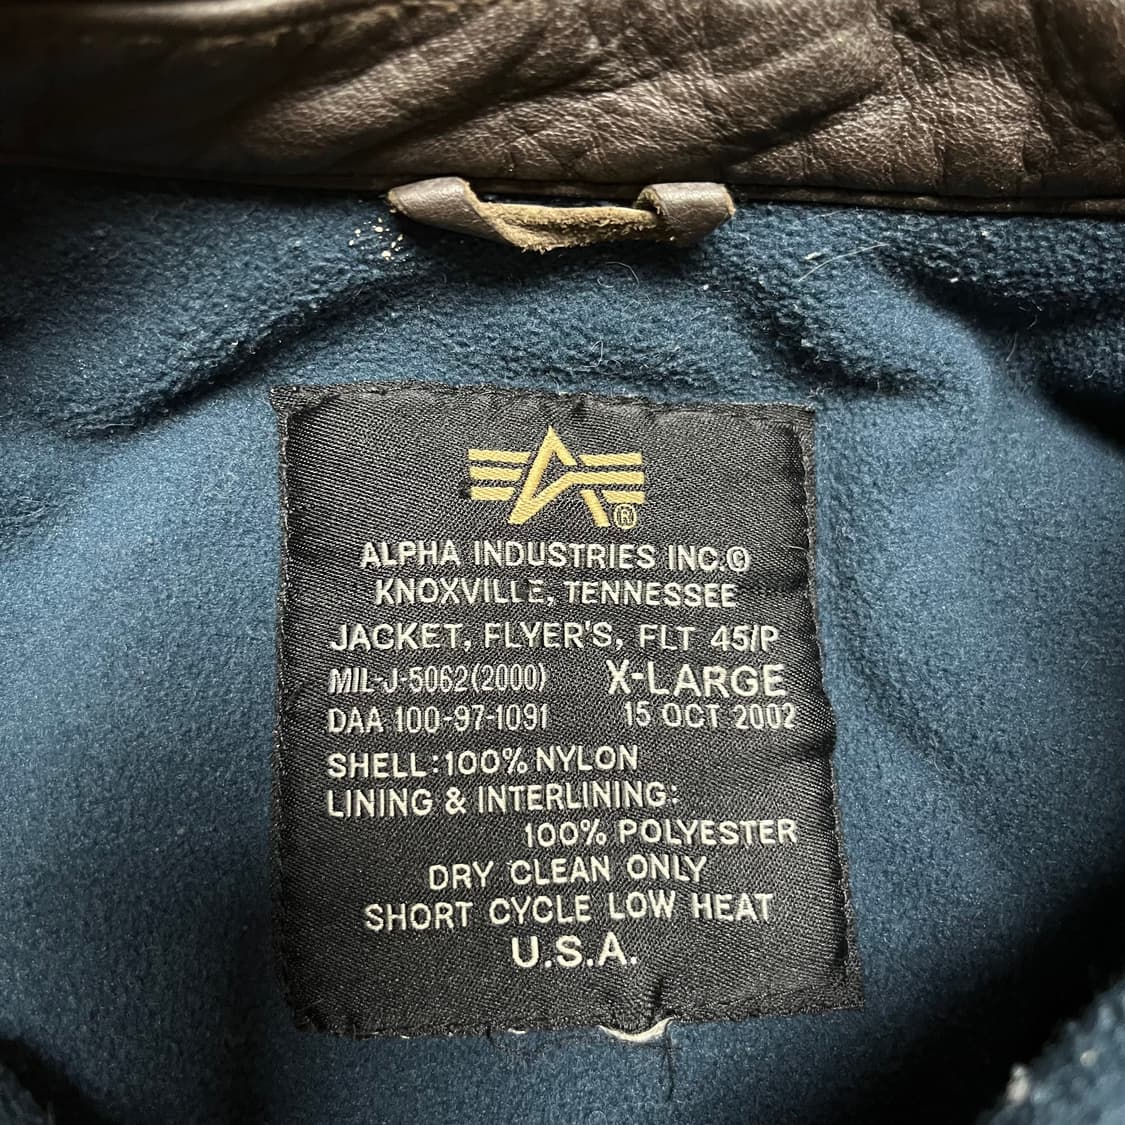 ®
ALPHA INDUSTRIES INC.©
KNOXVILLE, TENNESSEE
JACKET, FLYER'S, FLT 45/P
MIL-J-5062(2000) X-LARGE
DAA 100-97-1091 15 OCT 2002
SHELL:100% NYLON
LINING & INTERLINING:
100% POLYESTER
DRY CLEAN ONLY
SHORT CYCLE LOW HEAT
U.S.A.